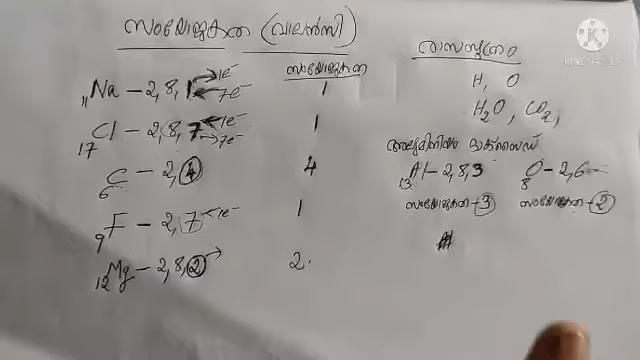 സംയോജകത (വാലൻസി)
സംയോജകത
₁₁Na – 2,8,1 1e⁻ 7e⁻ 1
₁₇Cl – 2,8,7 1e⁻ 7e⁻ 1
₆C – 2,4 4
₉F – 2,7 1e⁻ 1
₁₂Mg – 2,8,2 2.
രാസസൂത്രം
H, O
H₂O, CO₂,
അലുമിനിയം ഓക്സൈഡ്
₁₃Al – 2,8,3 ₈O – 2,6
സംയോജകത – 3 സംയോജകത – 2